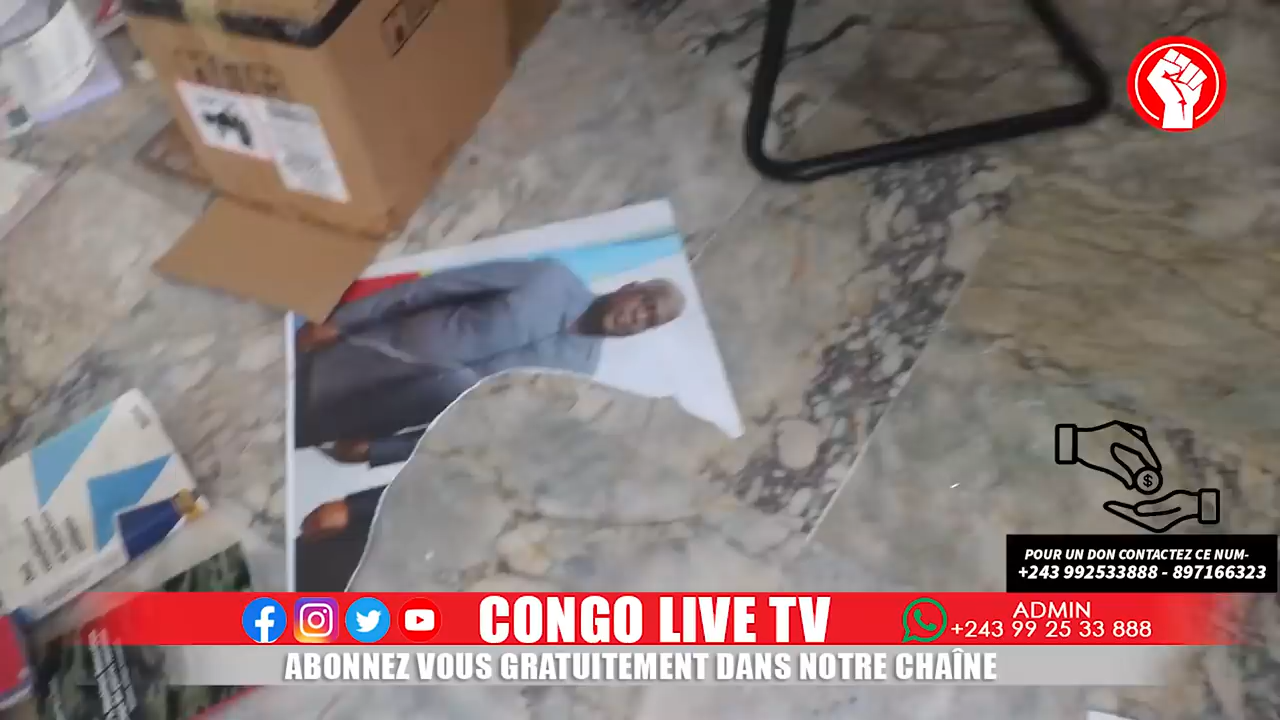 POUR UN DON CONTACTEZ CE NUM-
+243 992533888 - 897166323
CONGO LIVE TV
ADMIN
+243 99 25 33 888
ABONNEZ VOUS GRATUITEMENT DANS NOTRE CHAÎNE